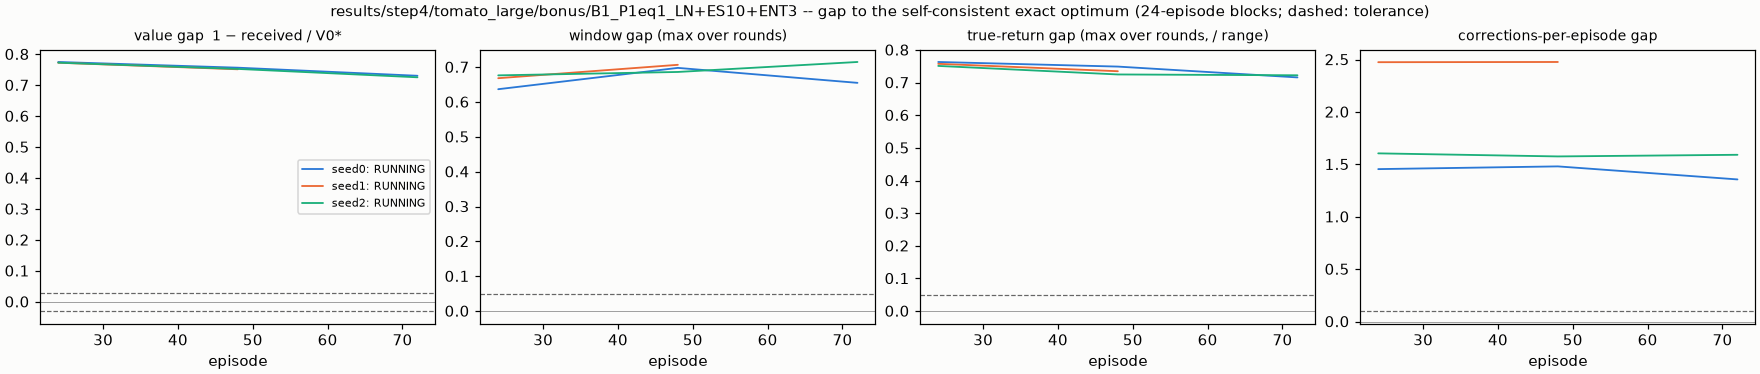 results/step4/tomato_large/bonus/B1_P1eq1_LN+ES10+ENT3 -- gap to the self-consistent exact optimum (24-episode blocks; dashed: tolerance)
value gap  1 − received / V0*
0.8
0.7
0.6
0.5
0.4
0.3
0.2
0.1
0.0
seed0: RUNNING
seed1: RUNNING
seed2: RUNNING
30 40 50 60 70
episode
window gap (max over rounds)
0.7
0.6
0.5
0.4
0.3
0.2
0.1
0.0
30 40 50 60 70
episode
true-return gap (max over rounds, / range)
0.8
0.7
0.6
0.5
0.4
0.3
0.2
0.1
0.0
30 40 50 60 70
episode
corrections-per-episode gap
2.5
2.0
1.5
1.0
0.5
0.0
30 40 50 60 70
episode